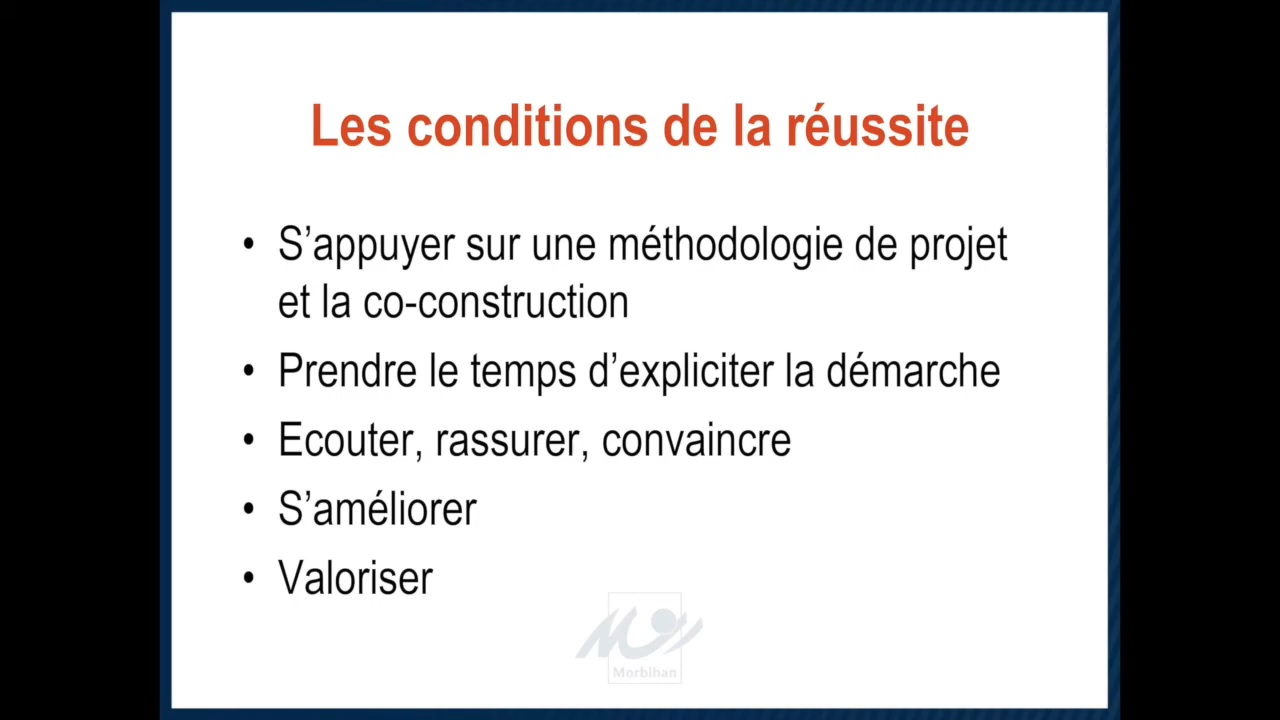 Les conditions de la réussite
• S’appuyer sur une méthodologie de projet
et la co-construction
• Prendre le temps d’expliciter la démarche
• Ecouter, rassurer, convaincre
• S’améliorer
• Valoriser
Morbihan